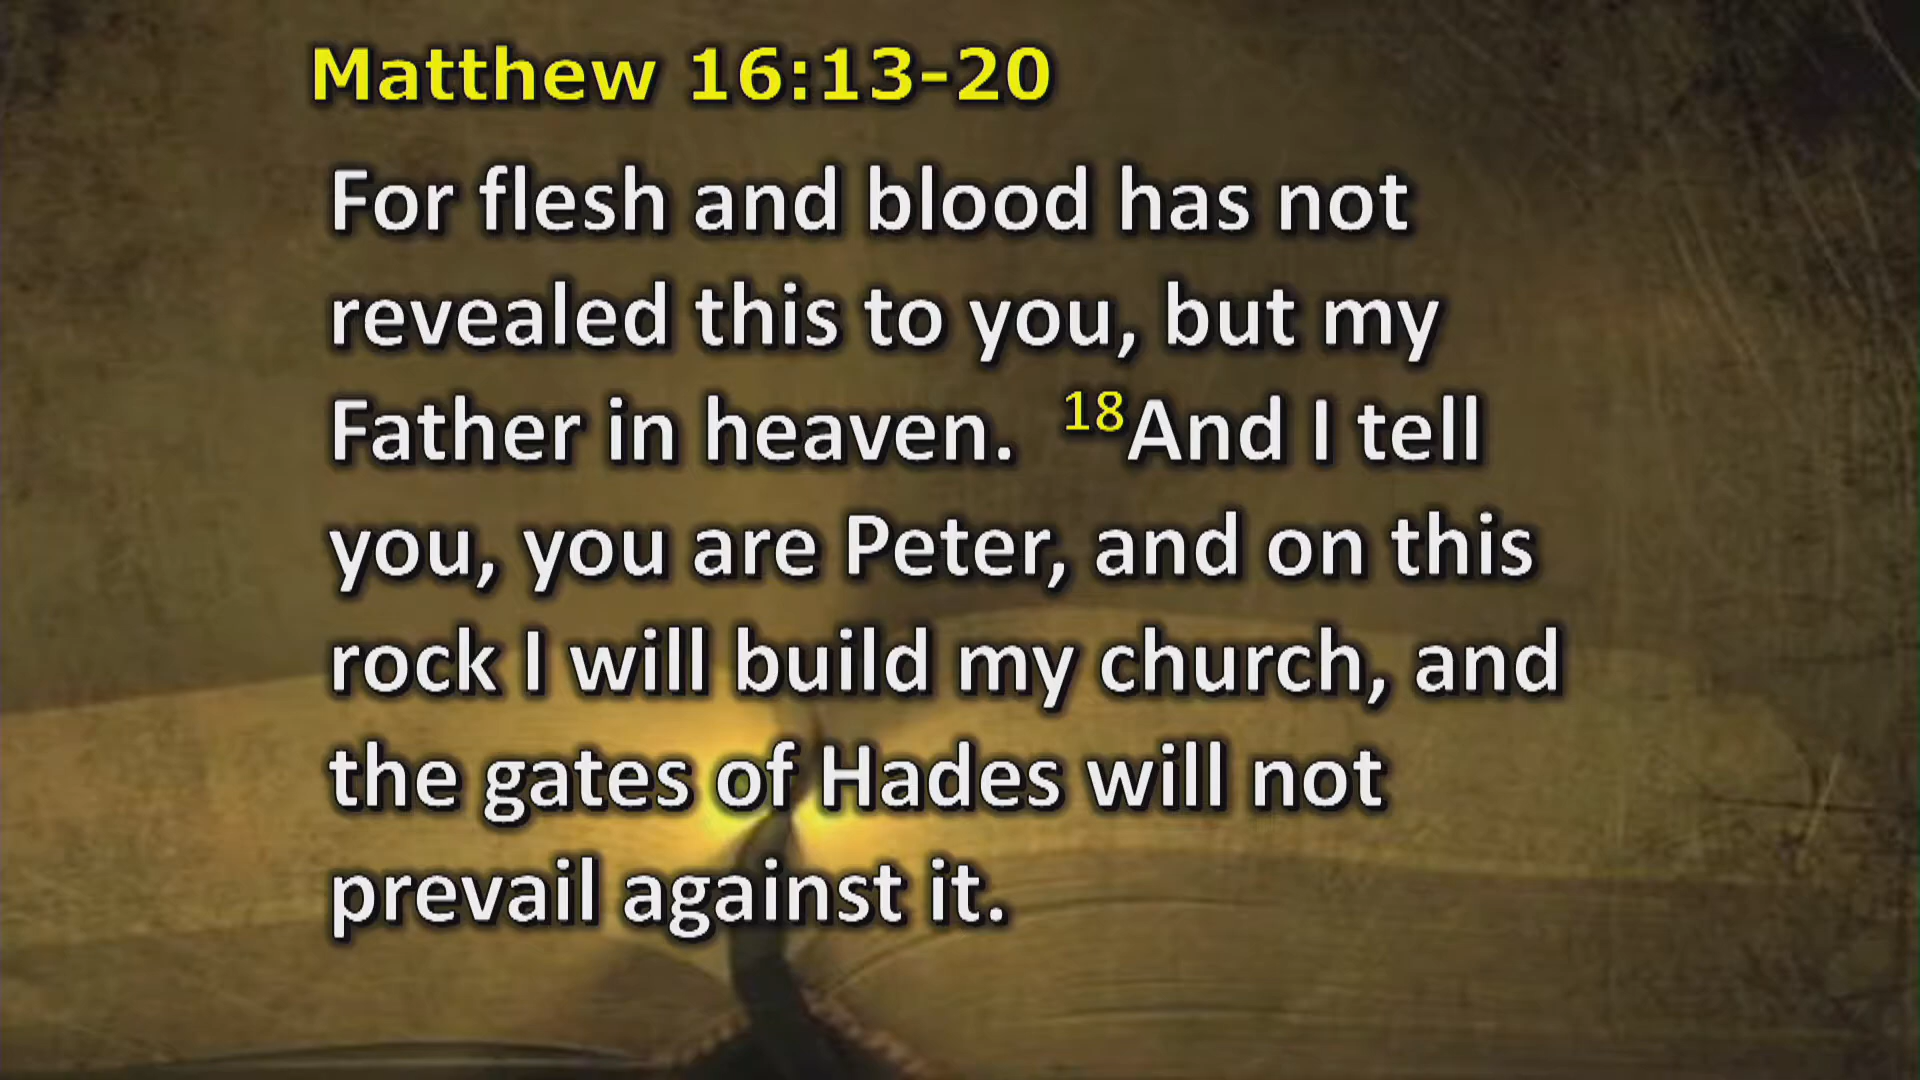 Matthew 16:13-20
For flesh and blood has not
revealed this to you, but my
Father in heaven. 18And I tell
you, you are Peter, and on this
rock I will build my church, and
the gates of Hades will not
prevail against it.